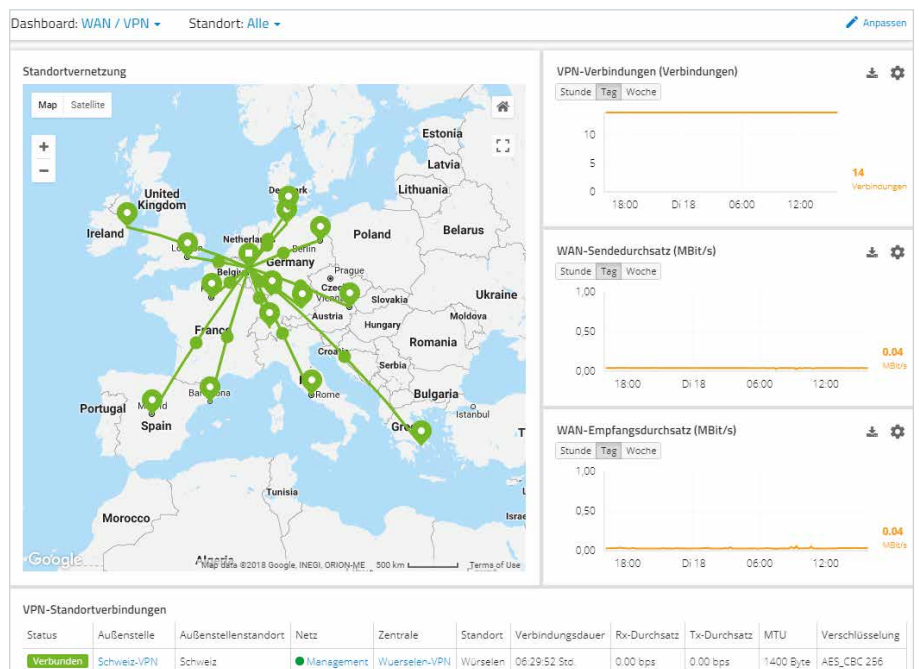 Dashboard: WAN / VPN Standort: Alle Anpassen
Standortvernetzung
Map Satellite
+
−
Estonia
Latvia
Lithuania
United
Kingdom
Ireland
Poland
Belarus
Berlin
Germany
Prague
Slovakia
Ukraine
Austria
Moldova
Hungary
Romania
France
Serbia
Bulgaria
Rome
Istanbul
Portugal
Spain
Tunisia
Morocco
Google
Map data ©2018 Google, INEGI, ORION-ME 500 km Terms of Use
VPN-Verbindungen (Verbindungen)
Stunde Tag Woche
10
5
0
14
Verbindungen
18:00 Di 18 06:00 12:00
WAN-Sendedurchsatz (MBit/s)
Stunde Tag Woche
1,00
0,50
0,00
0.04
MBit/s
18:00 Di 18 06:00 12:00
WAN-Empfangsdurchsatz (MBit/s)
Stunde Tag Woche
1,00
0,50
0,00
0.04
MBit/s
18:00 Di 18 06:00 12:00
VPN-Standortverbindungen
Status Außenstelle Außenstellenstandort Netz Zentrale Standort Verbindungsdauer Rx-Durchsatz Tx-Durchsatz MTU Verschlüsselung
Verbunden Schweiz-VPN Schweiz Management Wuerselen-VPN Würselen 06:29:52 Std. 0.00 bps 0.00 bps 1400 Byte AES_CBC 256